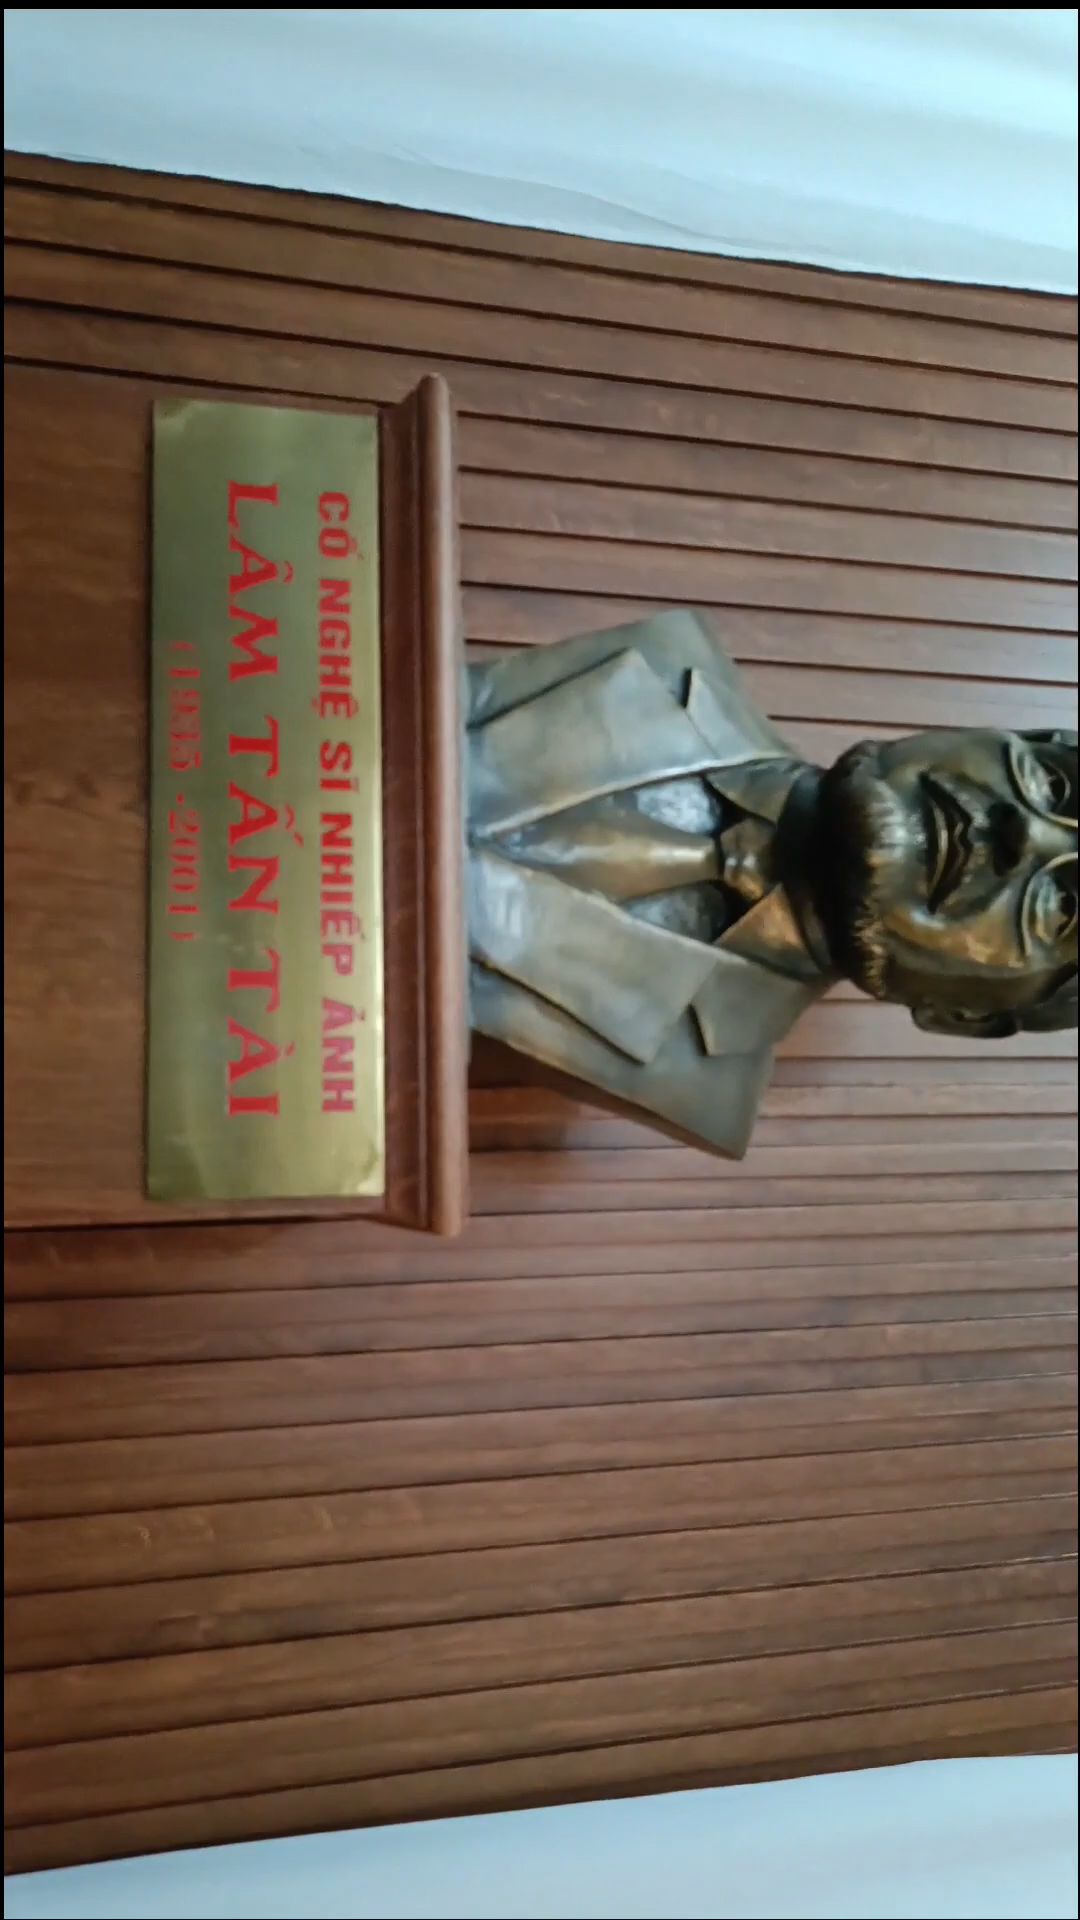 CỐ NGHỆ SĨ NHIẾP ẢNH
LÂM TẤN TÀI
(1935 - 2001)